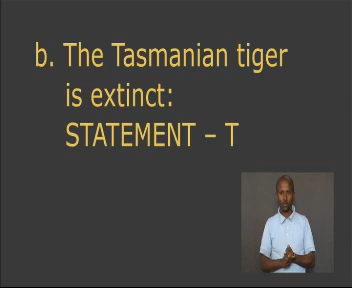 b. The Tasmanian tiger
is extinct:
STATEMENT – T